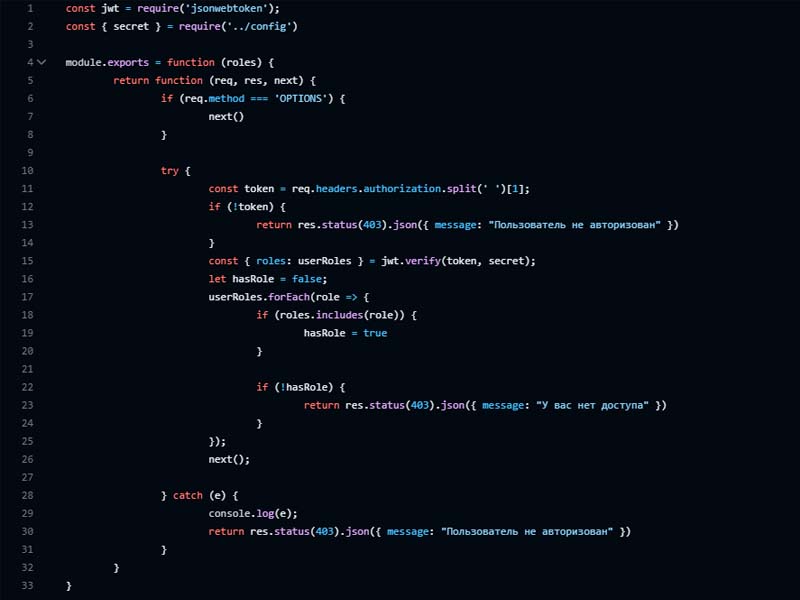 1 const jwt = require('jsonwebtoken');
2 const { secret } = require('../config')
3
4 module.exports = function (roles) {
5 return function (req, res, next) {
6 if (req.method === 'OPTIONS') {
7 next()
8 }
9
10 try {
11 const token = req.headers.authorization.split(' ')[1];
12 if (!token) {
13 return res.status(403).json({ message: "Пользователь не авторизован" })
14 }
15 const { roles: userRoles } = jwt.verify(token, secret);
16 let hasRole = false;
17 userRoles.forEach(role => {
18 if (roles.includes(role)) {
19 hasRole = true
20 }
21
22 if (!hasRole) {
23 return res.status(403).json({ message: "У вас нет доступа" })
24 }
25 });
26 next();
27
28 } catch (e) {
29 console.log(e);
30 return res.status(403).json({ message: "Пользователь не авторизован" })
31 }
32 }
33 }